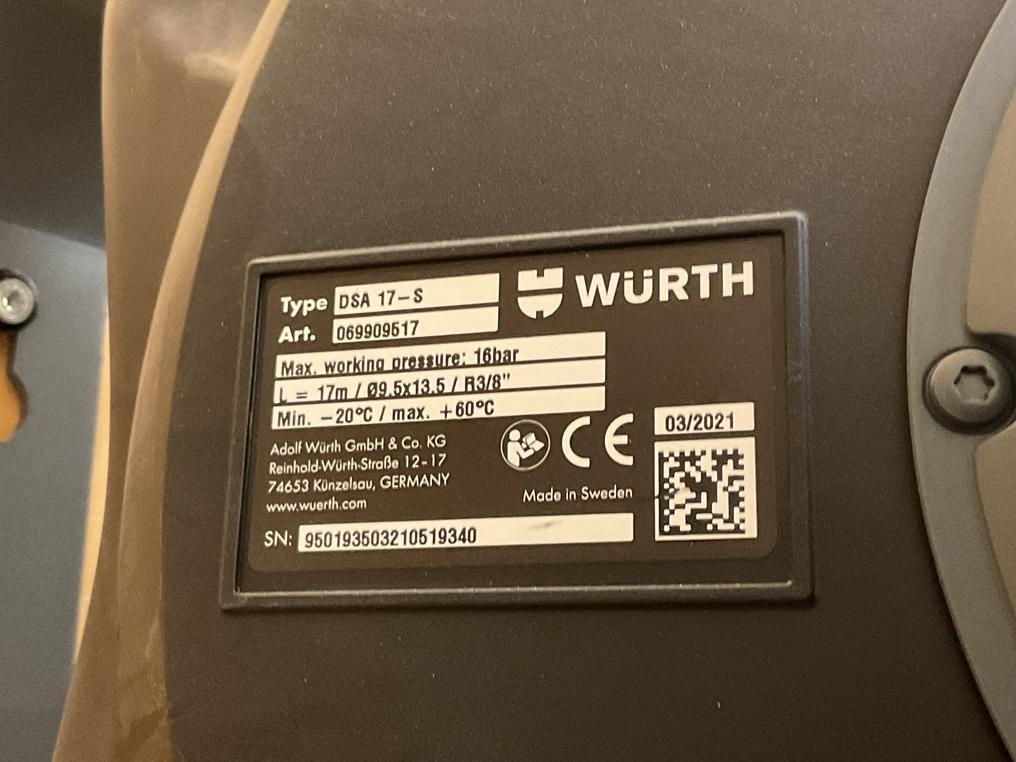 Type DSA 17-S
WÜRTH
Art. 069909517
Max. working pressure: 16bar
L = 17m / Ø9.5x13.5 / R3/8"
Min. -20°C / max. +60°C
Adolf Würth GmbH & Co. KG
Reinhold-Würth-Straße 12-17
74653 Künzelsau, GERMANY
www.wuerth.com
CE
03/2021
Made in Sweden
SN: 950193503210519340